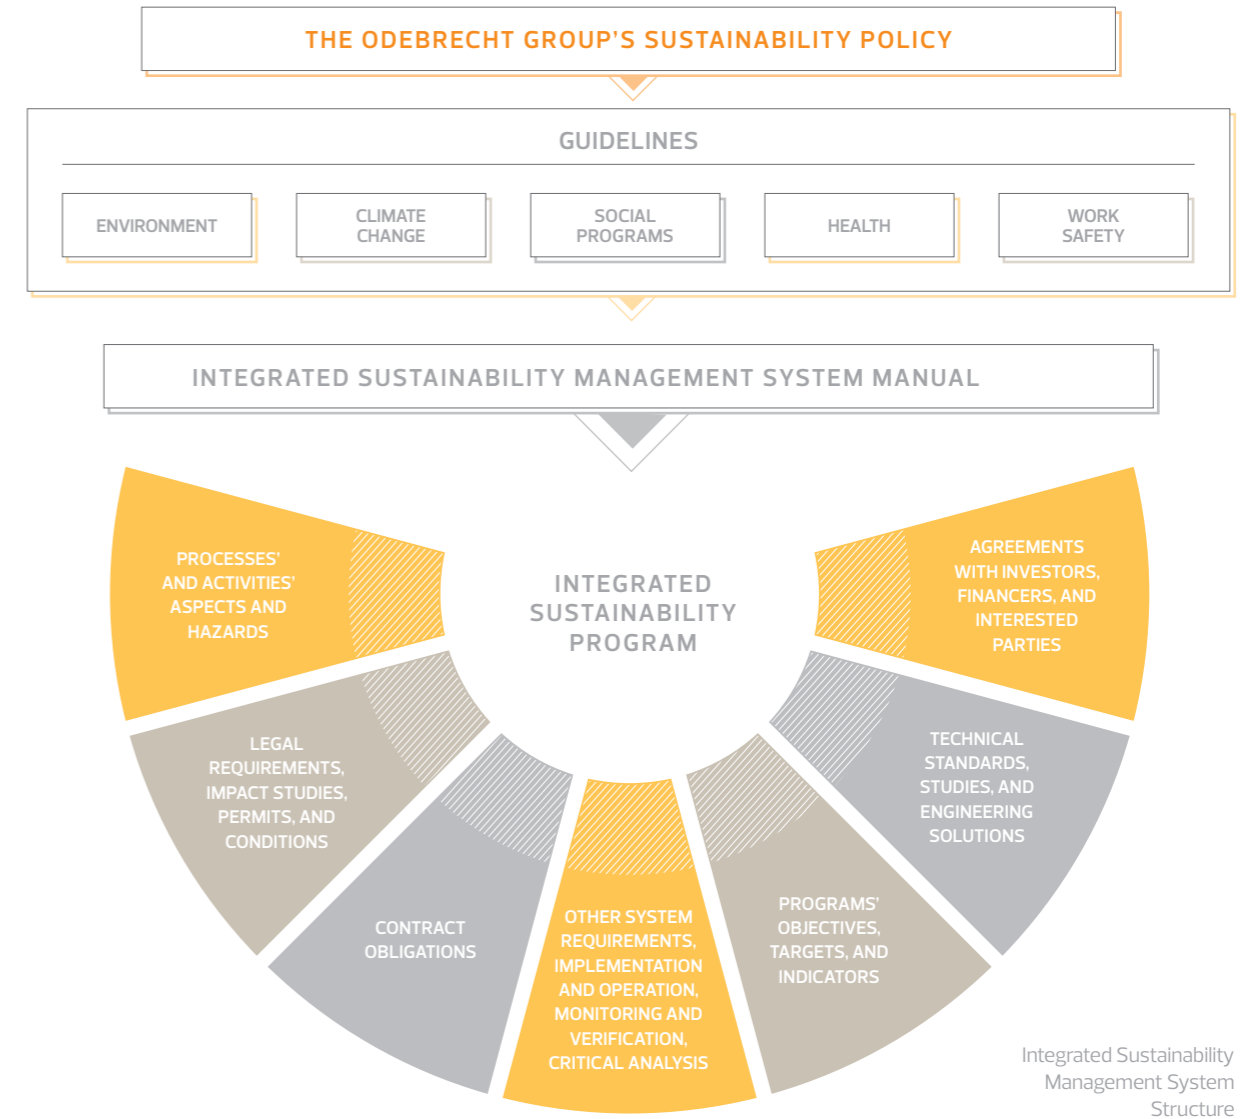 THE ODEBRECHT GROUP'S SUSTAINABILITY POLICY
GUIDELINES
ENVIRONMENT
CLIMATE
CHANGE
SOCIAL
PROGRAMS
HEALTH
WORK
SAFETY
INTEGRATED SUSTAINABILITY MANAGEMENT SYSTEM MANUAL
INTEGRATED
SUSTAINABILITY
PROGRAM
PROCESSES'
AND ACTIVITIES'
ASPECTS AND
HAZARDS
LEGAL
REQUIREMENTS,
IMPACT STUDIES,
PERMITS, AND
CONDITIONS
CONTRACT
OBLIGATIONS
OTHER SYSTEM
REQUIREMENTS,
IMPLEMENTATION
AND OPERATION,
MONITORING AND
VERIFICATION,
CRITICAL ANALYSIS
PROGRAMS'
OBJECTIVES,
TARGETS, AND
INDICATORS
TECHNICAL
STANDARDS,
STUDIES, AND
ENGINEERING
SOLUTIONS
AGREEMENTS
WITH INVESTORS,
FINANCERS, AND
INTERESTED
PARTIES
Integrated Sustainability
Management System
Structure